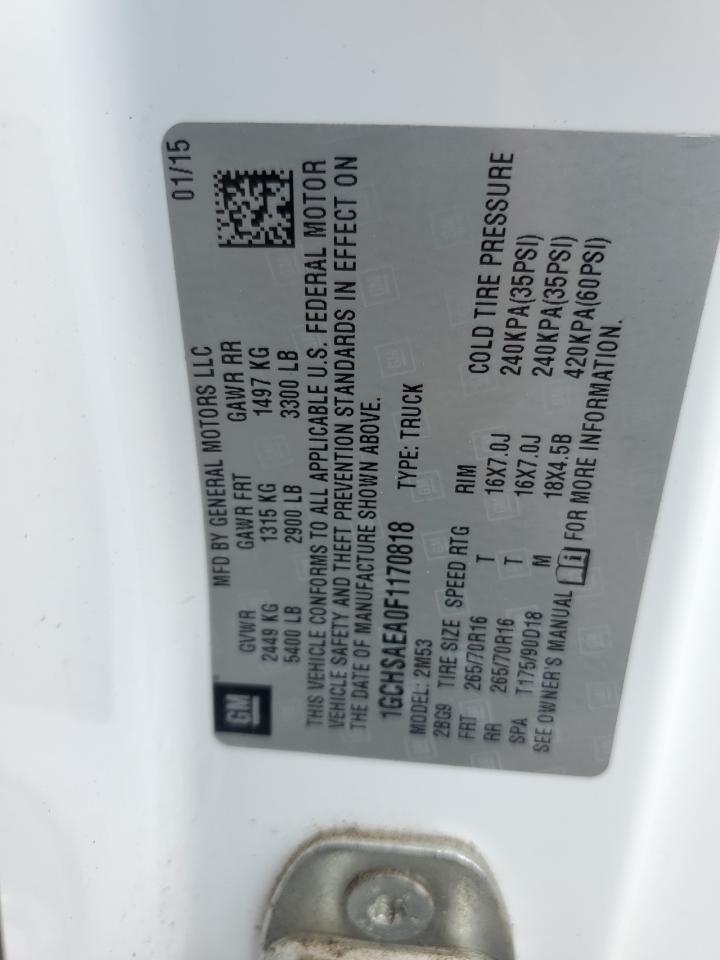 GM
MFD BY GENERAL MOTORS LLC 01/15
GVWR GAWR FRT GAWR RR
2449 KG 1315 KG 1497 KG
5400 LB 2900 LB 3300 LB
THIS VEHICLE CONFORMS TO ALL APPLICABLE U.S. FEDERAL MOTOR
VEHICLE SAFETY AND THEFT PREVENTION STANDARDS IN EFFECT ON
THE DATE OF MANUFACTURE SHOWN ABOVE.
1GCHSAEA0F1170818 TYPE: TRUCK
MODEL: 2M53
2BG9 TIRE SIZE SPEED RTG RIM COLD TIRE PRESSURE
FRT 265/70R16 T 16X7.0J 240KPA(35PSI)
RR 265/70R16 T 16X7.0J 240KPA(35PSI)
SPA T175/90D18 M 18X4.5B 420KPA(60PSI)
SEE OWNER'S MANUAL FOR MORE INFORMATION.